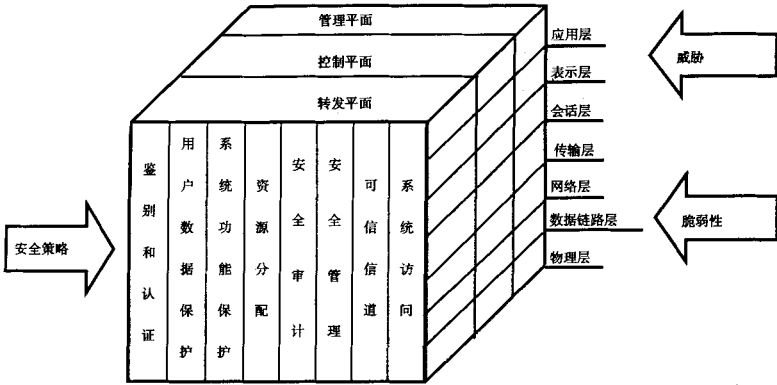 管理平面
控制平面
转发平面
应用层
表示层
会话层
传输层
网络层
数据链路层
物理层
威胁
脆弱性
安全策略
鉴别和认证
用户数据保护
系统功能保护
资源分配
安全审计
安全管理
可信信道
系统访问